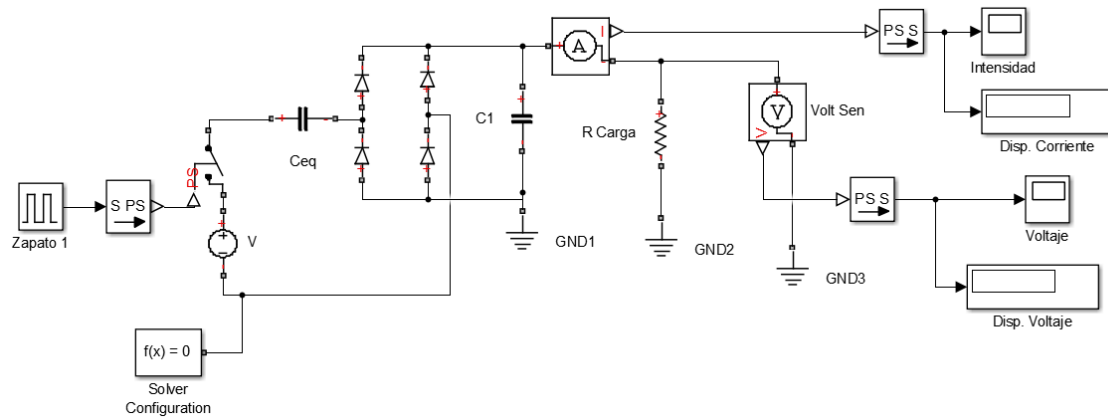 PS S
Intensidad
A
I
Disp. Corriente
C1
R Carga
V
V
Volt Sen
Ceq
PS
S PS
Zapato 1
V
GND1
GND2
GND3
PS S
Voltaje
Disp. Voltaje
f(x) = 0
Solver
Configuration